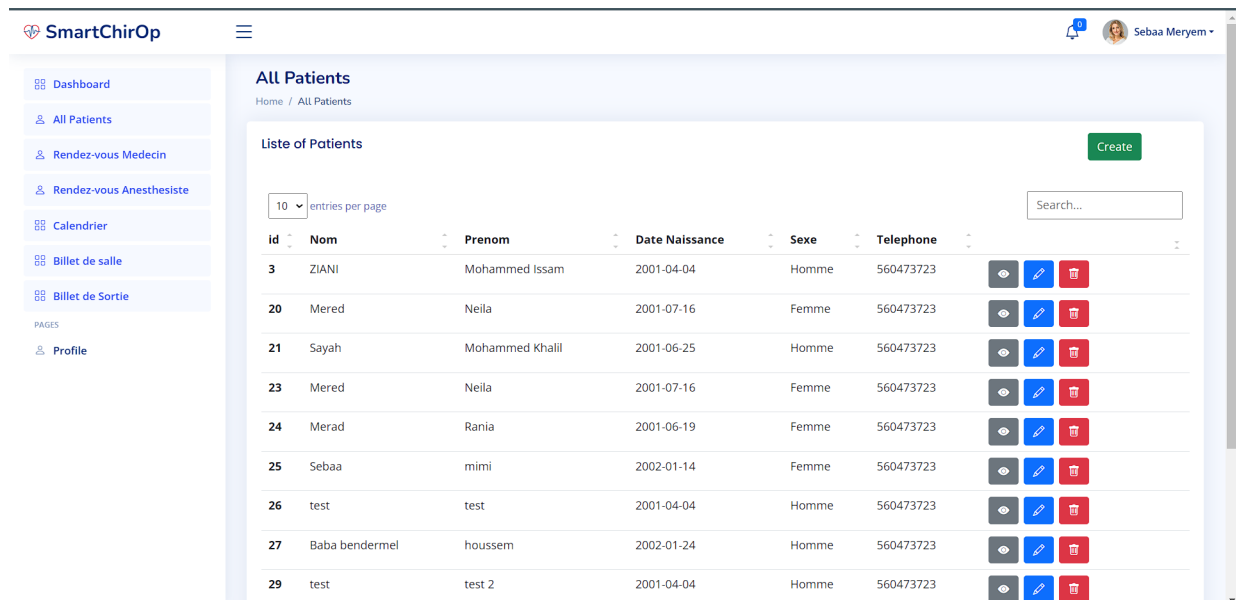 SmartChirOp
0
Sebaa Meryem
Dashboard
All Patients
Rendez-vous Medecin
Rendez-vous Anesthesiste
Calendrier
Billet de salle
Billet de Sortie
PAGES
Profile
All Patients
Home / All Patients
Liste of Patients
Create
10 entries per page
Search...
id Nom Prenom Date Naissance Sexe Telephone
3 ZIANI Mohammed Issam 2001-04-04 Homme 560473723
20 Mered Neila 2001-07-16 Femme 560473723
21 Sayah Mohammed Khalil 2001-06-25 Homme 560473723
23 Mered Neila 2001-07-16 Femme 560473723
24 Merad Rania 2001-06-19 Femme 560473723
25 Sebaa mimi 2002-01-14 Femme 560473723
26 test test 2001-04-04 Homme 560473723
27 Baba bendermel houssem 2002-01-24 Homme 560473723
29 test test 2 2001-04-04 Homme 560473723